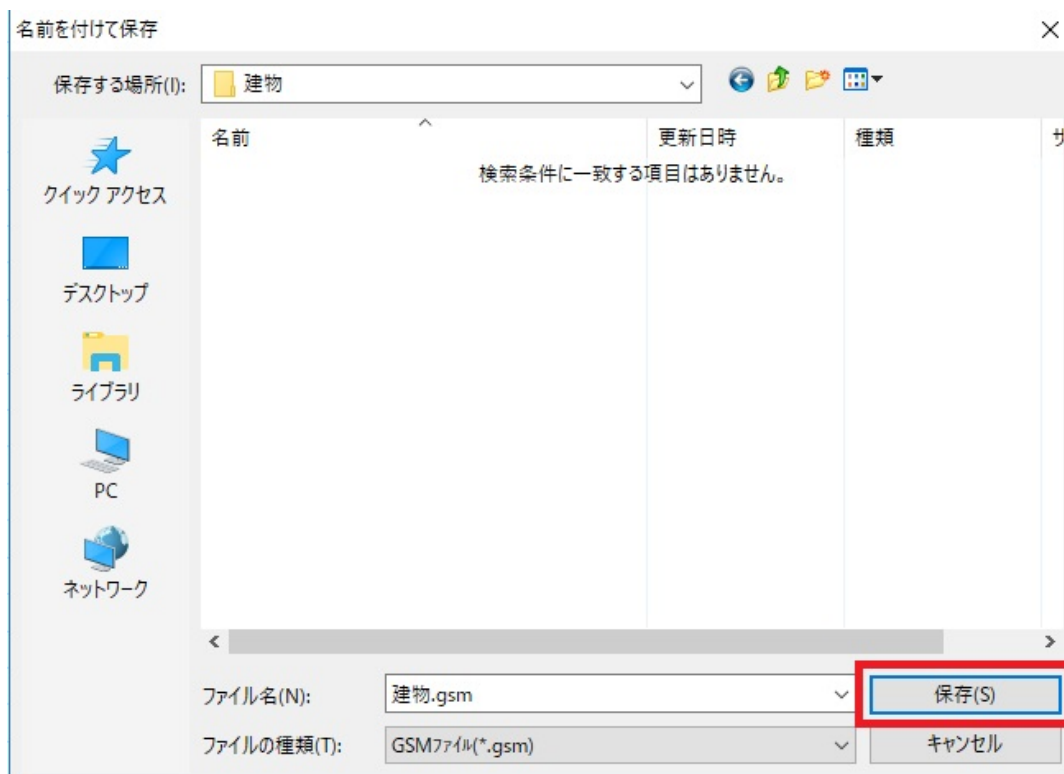 名前を付けて保存
保存する場所(I): 建物
名前 更新日時 種類 サ
検索条件に一致する項目はありません。
クイック アクセス
デスクトップ
ライブラリ
PC
ネットワーク
ファイル名(N): 建物.gsm 保存(S)
ファイルの種類(T): GSMファイル(*.gsm) キャンセル